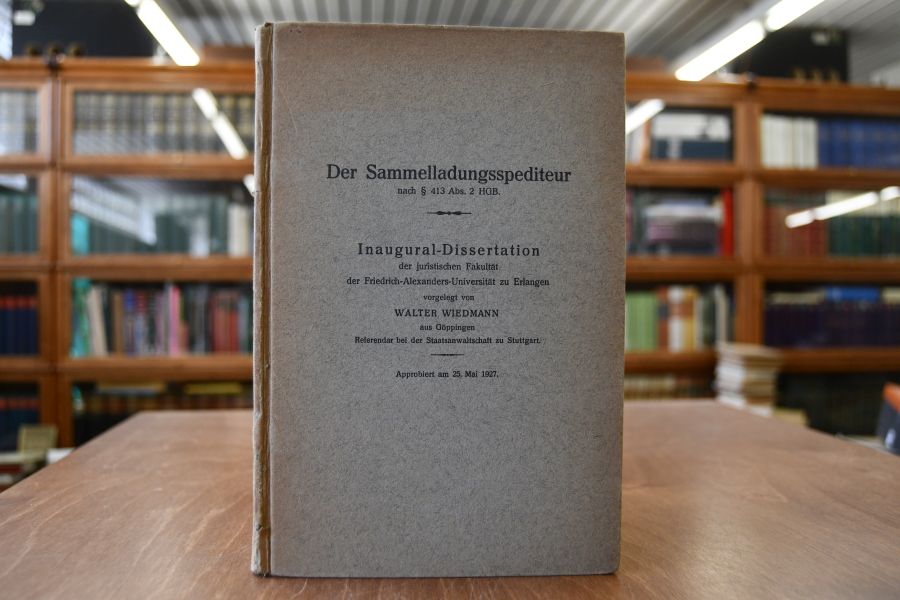 Der Sammelladungsspediteur
nach § 413 Abs. 2 HGB.
Inaugural-Dissertation
der juristischen Fakultät
der Friedrich-Alexanders-Universität zu Erlangen
vorgelegt von
WALTER WIEDMANN
aus Göppingen
Referendar bei der Staatsanwaltschaft zu Stuttgart.
Approbiert am 25. Mai 1927.